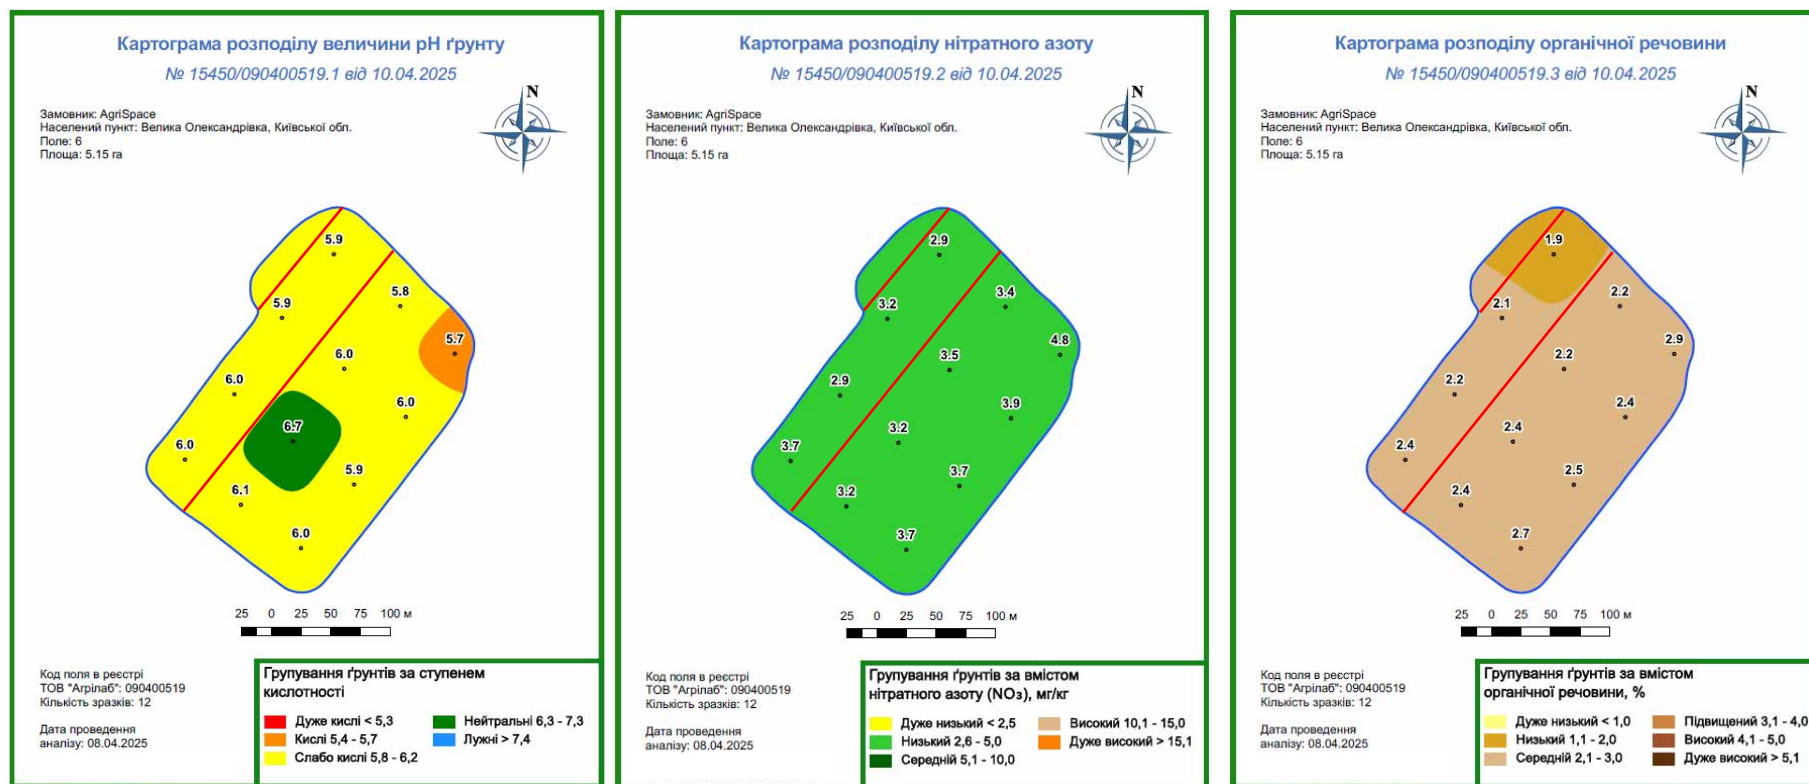 Картограма розподілу величини pH ґрунту
№ 15450/090400519.1 від 10.04.2025
N
Замовник: AgriSpace
Населений пункт: Велика Олександрівка, Київської обл.
Поле: 6
Площа: 5.15 га
5.9
5.9
5.8
5.7
6.0
6.0
6.0
6.7
6.0
5.9
6.1
6.0
25 0 25 50 75 100 м
Код поля в реєстрі
ТОВ "Агрілаб": 090400519
Кількість зразків: 12
Дата проведення
аналізу: 08.04.2025
Групування ґрунтів за ступенем
кислотності
Дуже кислі < 5,3
Кислі 5,4 - 5,7
Слабо кислі 5,8 - 6,2
Нейтральні 6,3 - 7,3
Лужні > 7,4
Картограма розподілу нітратного азоту
№ 15450/090400519.2 від 10.04.2025
N
Замовник: AgriSpace
Населений пункт: Велика Олександрівка, Київської обл.
Поле: 6
Площа: 5.15 га
2.9
3.2
3.4
4.8
3.5
2.9
3.9
3.2
3.7
3.7
3.2
3.7
25 0 25 50 75 100 м
Код поля в реєстрі
ТОВ "Агрілаб": 090400519
Кількість зразків: 12
Дата проведення
аналізу: 08.04.2025
Групування ґрунтів за вмістом
нітратного азоту (NO₃), мг/кг
Дуже низький < 2,5
Низький 2,6 - 5,0
Середній 5,1 - 10,0
Високий 10,1 - 15,0
Дуже високий > 15,1
Картограма розподілу органічної речовини
№ 15450/090400519.3 від 10.04.2025
N
Замовник: AgriSpace
Населений пункт: Велика Олександрівка, Київської обл.
Поле: 6
Площа: 5.15 га
1.9
2.1
2.2
2.9
2.2
2.2
2.4
2.4
2.4
2.5
2.4
2.7
25 0 25 50 75 100 м
Код поля в реєстрі
ТОВ "Агрілаб": 090400519
Кількість зразків: 12
Дата проведення
аналізу: 08.04.2025
Групування ґрунтів за вмістом
органічної речовини, %
Дуже низький < 1,0
Низький 1,1 - 2,0
Середній 2,1 - 3,0
Підвищений 3,1 - 4,0
Високий 4,1 - 5,0
Дуже високий > 5,1